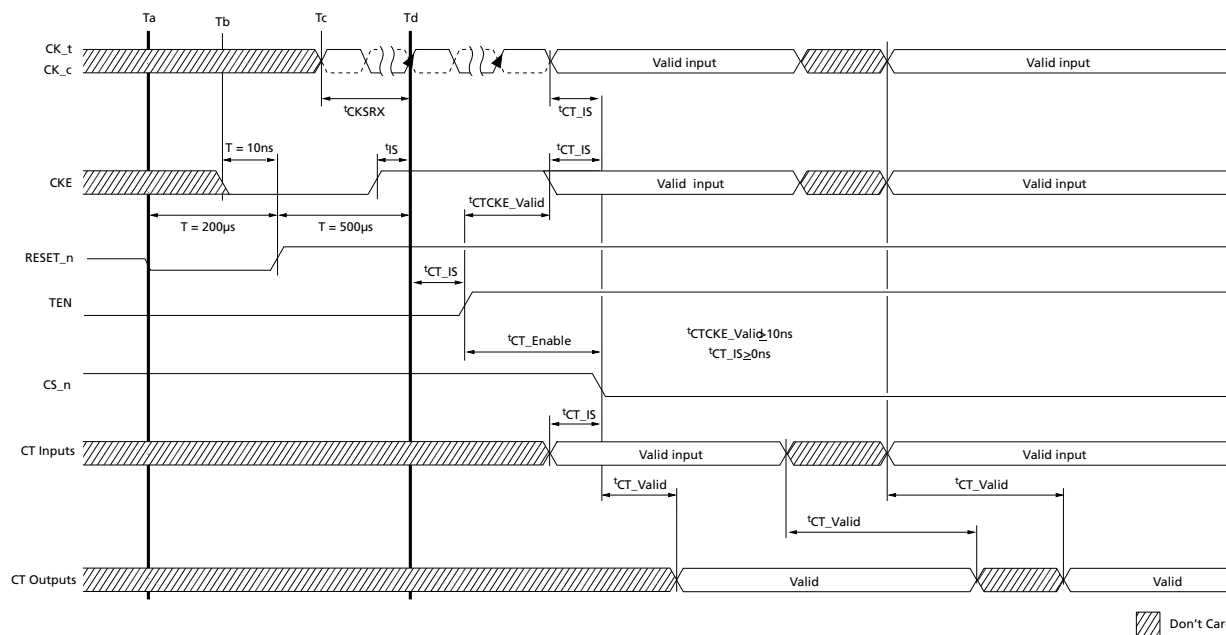 Ta Tb Tc Td
CK_t
CK_c
Valid input Valid input
tCKSRX tCT_IS
T = 10ns tIS tCT_IS
CKE Valid input Valid input
tCTCKE_Valid
T = 200µs T = 500µs
RESET_n
tCT_IS
TEN
tCT_Enable tCTCKE_Valid≥10ns
tCT_IS≥0ns
CS_n
tCT_IS
CT Inputs Valid input Valid input
tCT_Valid tCT_Valid
tCT_Valid
CT Outputs Valid Valid
Don't Car